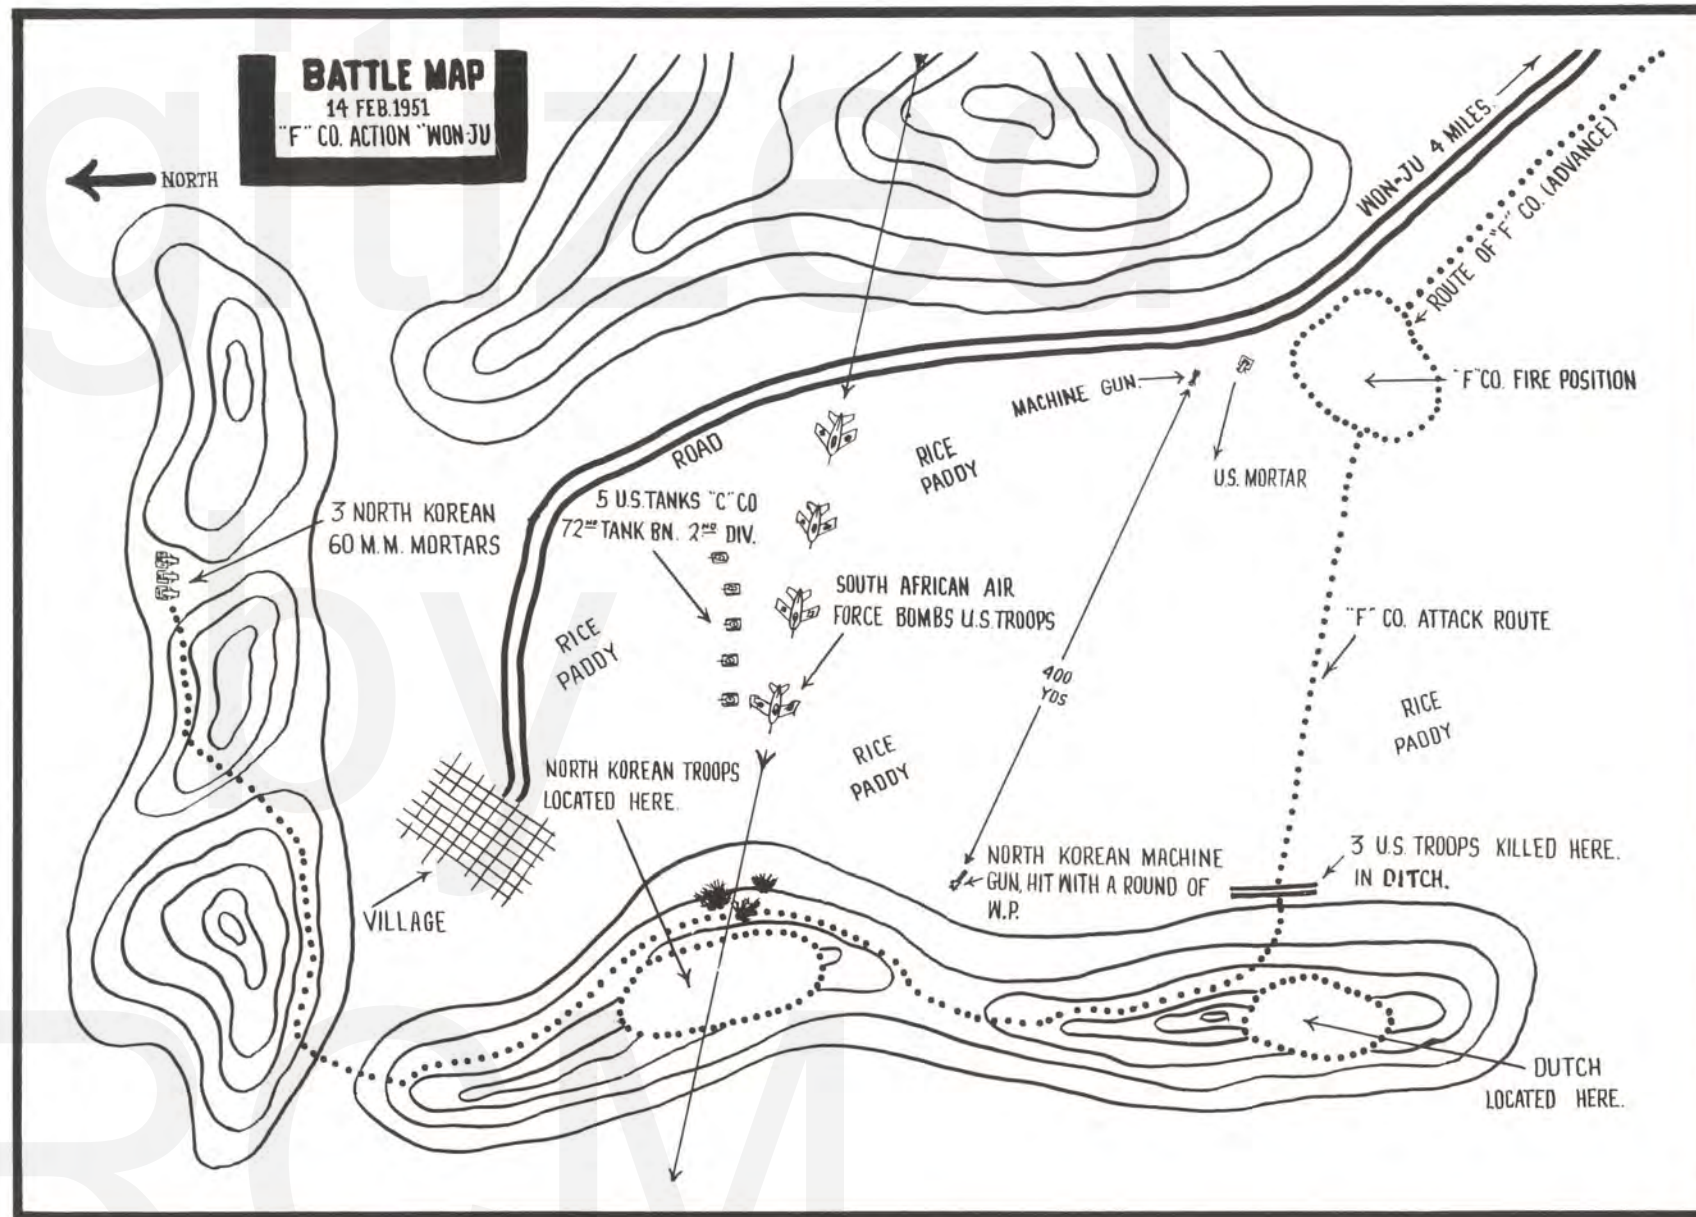 BATTLE MAP
14 FEB. 1951
"F" CO. ACTION "WON-JU
NORTH
WON-JU 4 MILES.
ROUTE OF "F" CO. (ADVANCE)
"F" CO. FIRE POSITION
MACHINE GUN.
U.S. MORTAR
ROAD
RICE
PADDY
5 U.S. TANKS "C" CO
72ND TANK BN. 2ND DIV.
3 NORTH KOREAN
60 M.M. MORTARS
SOUTH AFRICAN AIR
FORCE BOMBS U.S. TROOPS
RICE
PADDY
400
YDS
"F" CO. ATTACK ROUTE
RICE
PADDY
RICE
PADDY
NORTH KOREAN TROOPS
LOCATED HERE.
NORTH KOREAN MACHINE
GUN, HIT WITH A ROUND OF
W.P.
3 U.S. TROOPS KILLED HERE.
IN DITCH.
VILLAGE
DUTCH
LOCATED HERE.
gitized
by
RCM